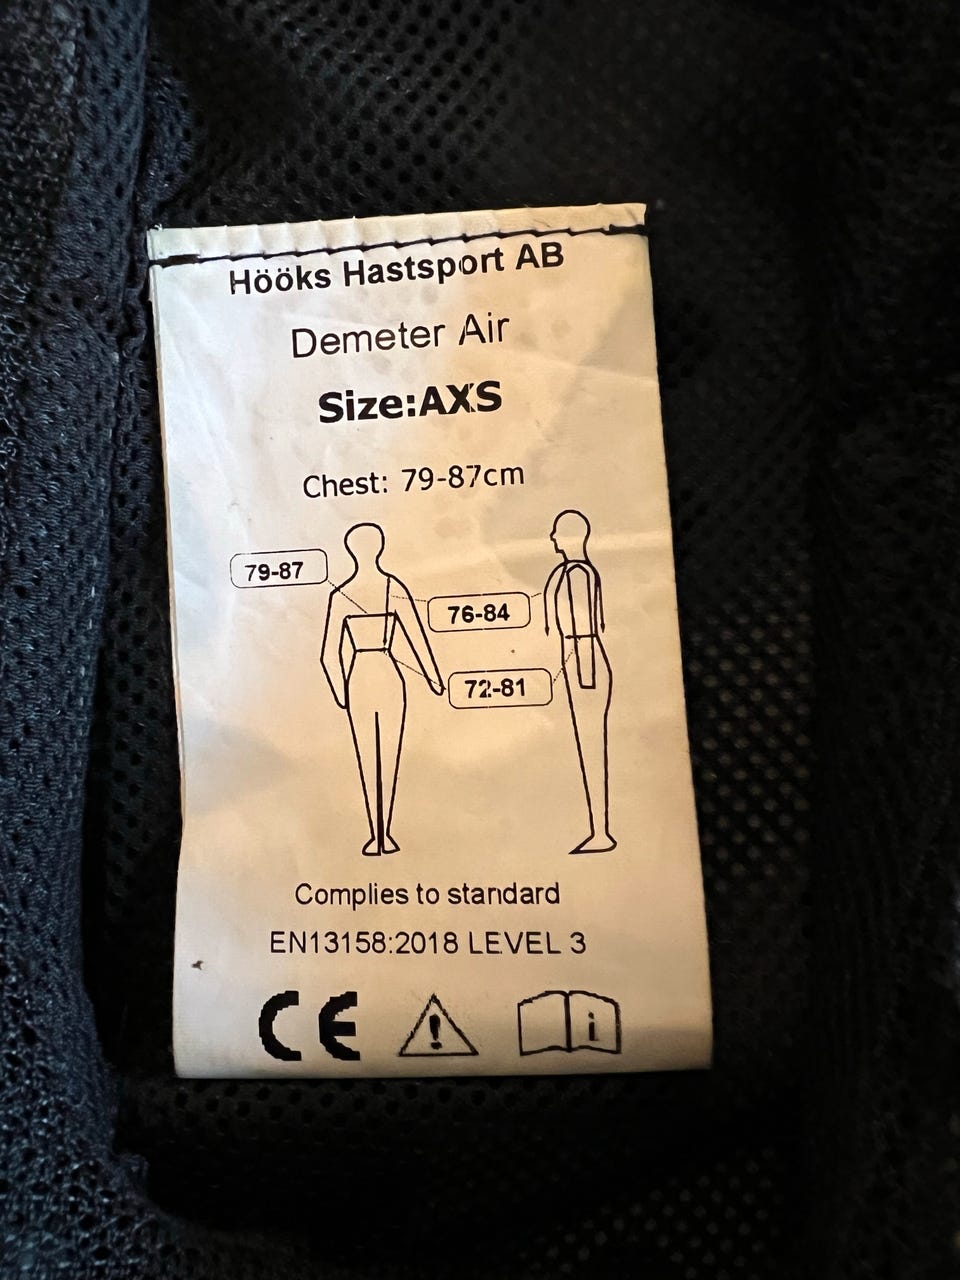 Hööks Hastsport AB
Demeter Air
Size:AXS
Chest: 79-87cm
79-87
76-84
72-81
Complies to standard
EN13158:2018 LEVEL 3
CE
!
i